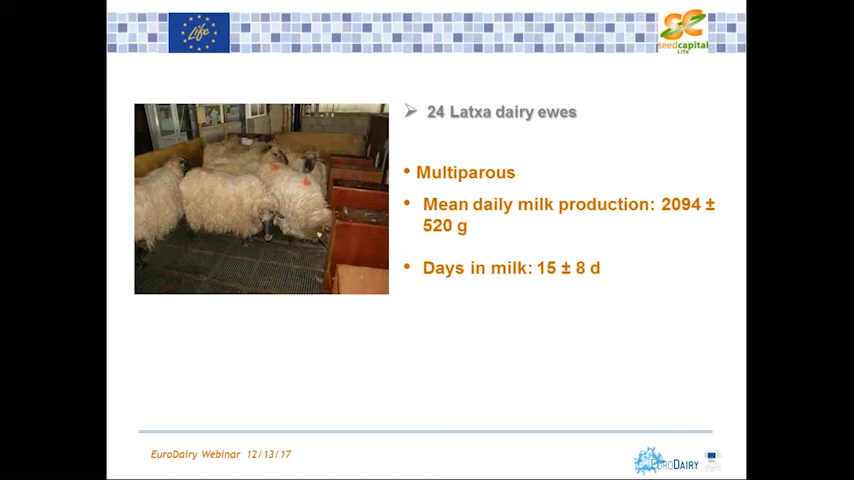 Life
seedcapital
Life
➢ 24 Latxa dairy ewes
• Multiparous
• Mean daily milk production: 2094 ±
520 g
• Days in milk: 15 ± 8 d
EuroDairy Webinar 12/13/17
EURODAIRY